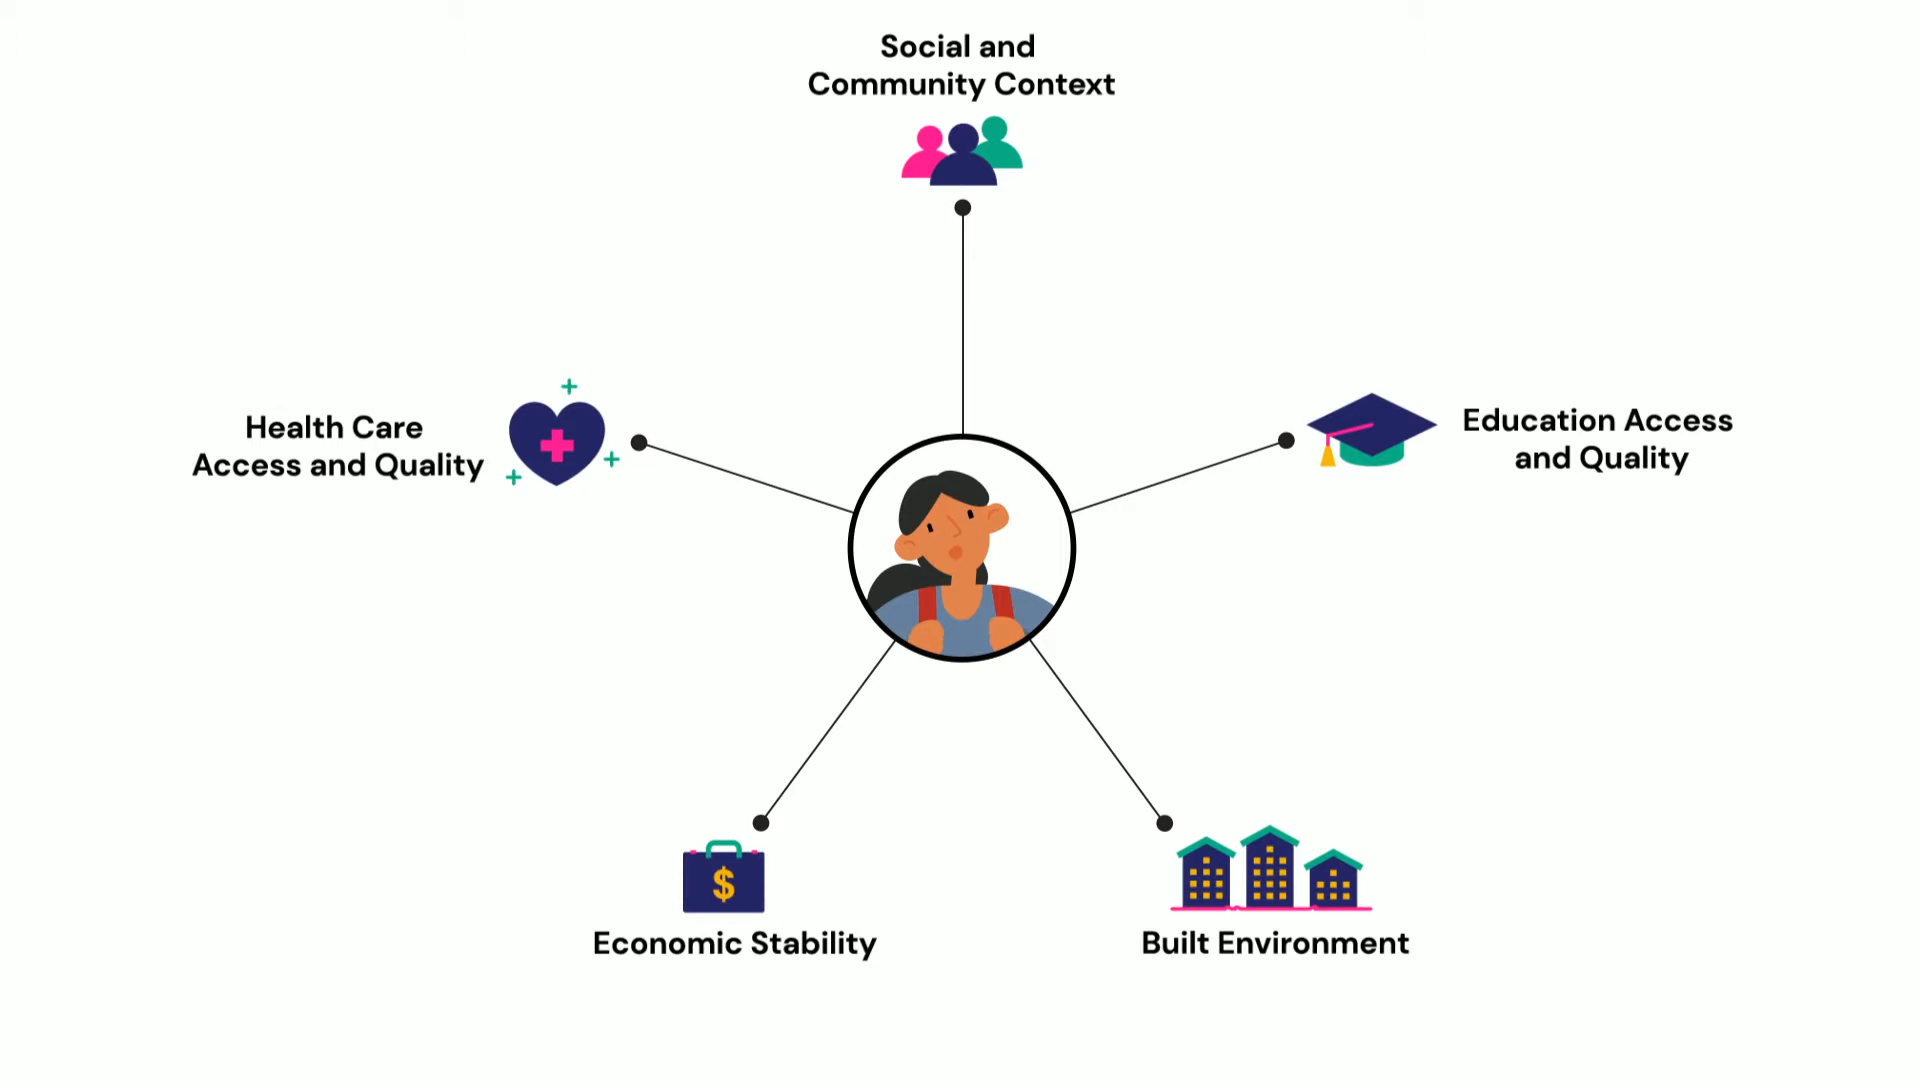 Social and
Community Context
Health Care
Access and Quality
Education Access
and Quality
$
Economic Stability
Built Environment